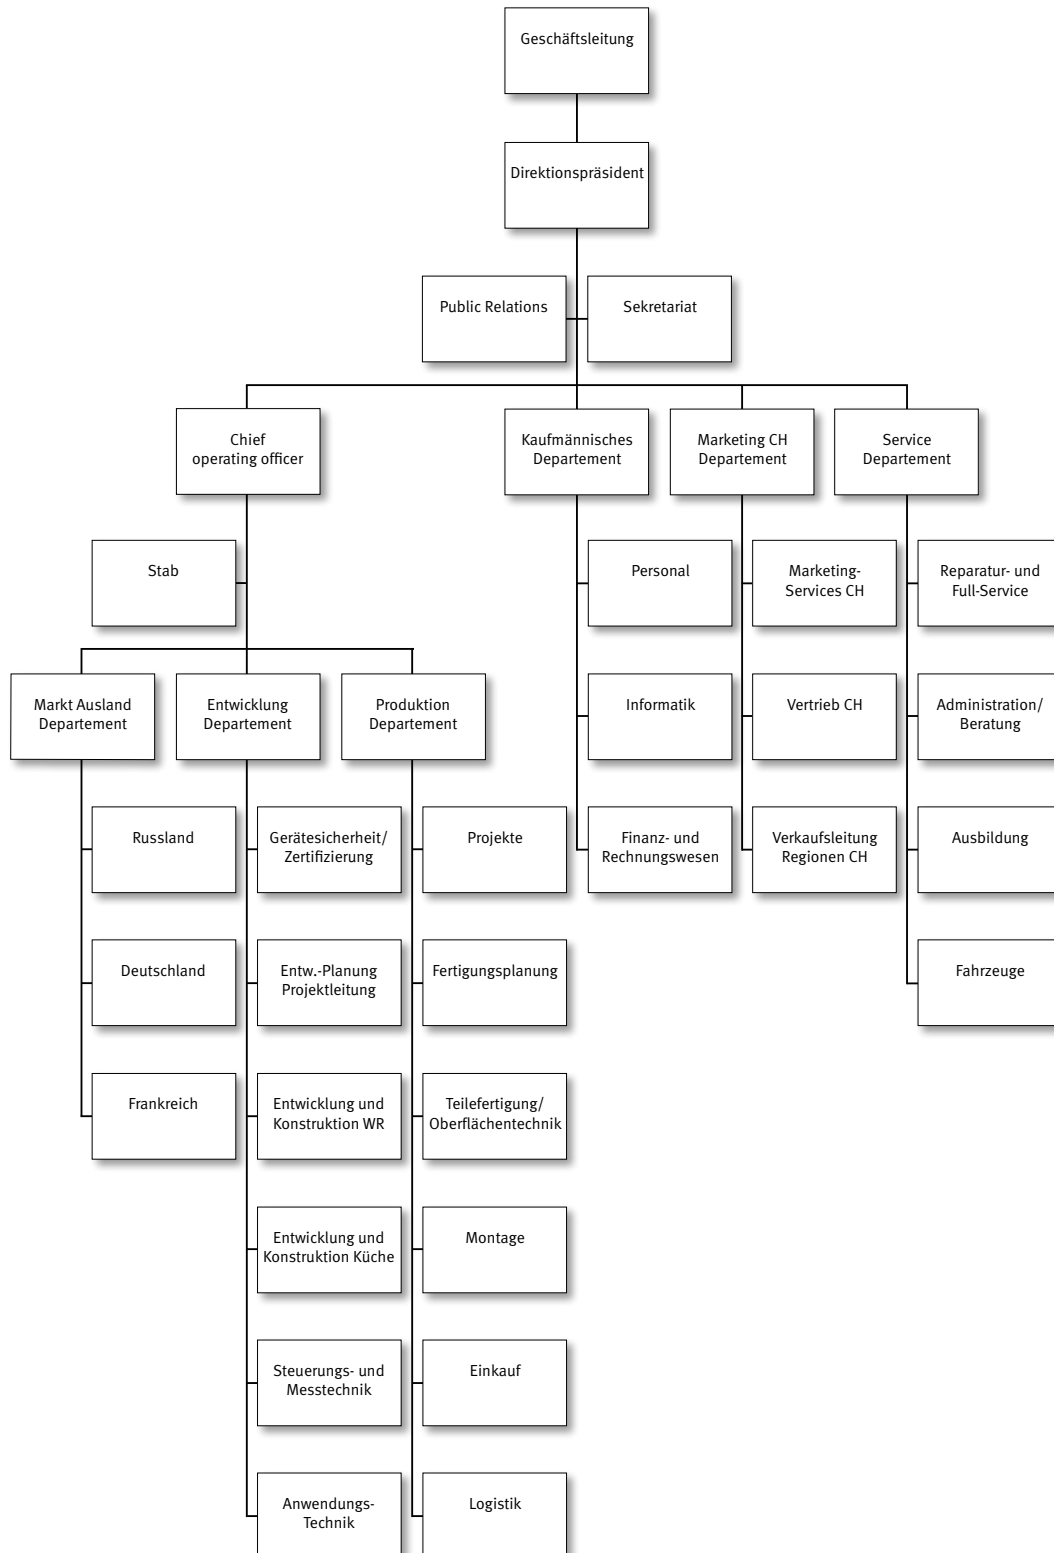 Geschäftsleitung
Direktionspräsident
Public Relations
Sekretariat
Chief
operating officer
Kaufmännisches
Departement
Marketing CH
Departement
Service
Departement
Stab
Personal
Marketing-
Services CH
Reparatur- und
Full-Service
Markt Ausland
Departement
Entwicklung
Departement
Produktion
Departement
Informatik
Vertrieb CH
Administration/
Beratung
Russland
Gerätesicherheit/
Zertifizierung
Projekte
Finanz- und
Rechnungswesen
Verkaufsleitung
Regionen CH
Ausbildung
Deutschland
Entw.-Planung
Projektleitung
Fertigungsplanung
Fahrzeuge
Frankreich
Entwicklung und
Konstruktion WR
Teilefertigung/
Oberflächentechnik
Entwicklung und
Konstruktion Küche
Montage
Steuerungs- und
Messtechnik
Einkauf
Anwendungs-
Technik
Logistik